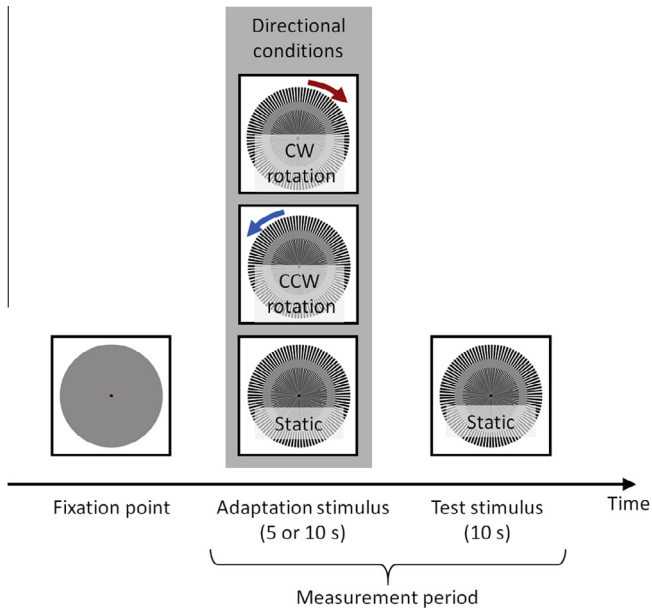 Directional
conditions
CW
rotation
CCW
rotation
Static
Static
Fixation point
Adaptation stimulus
(5 or 10 s)
Test stimulus
(10 s)
Time
Measurement period